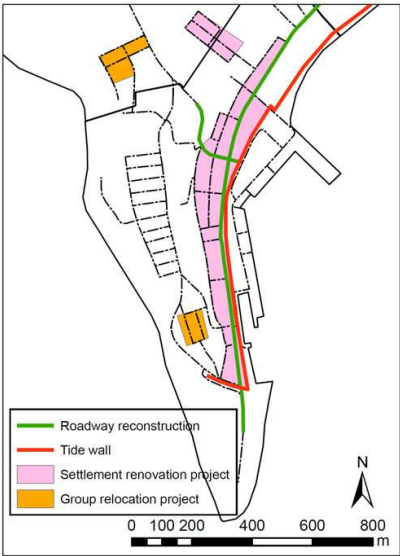 Roadway reconstruction
Tide wall
Settlement renovation project
Group relocation project
N
0 100 200 400 600 800
m